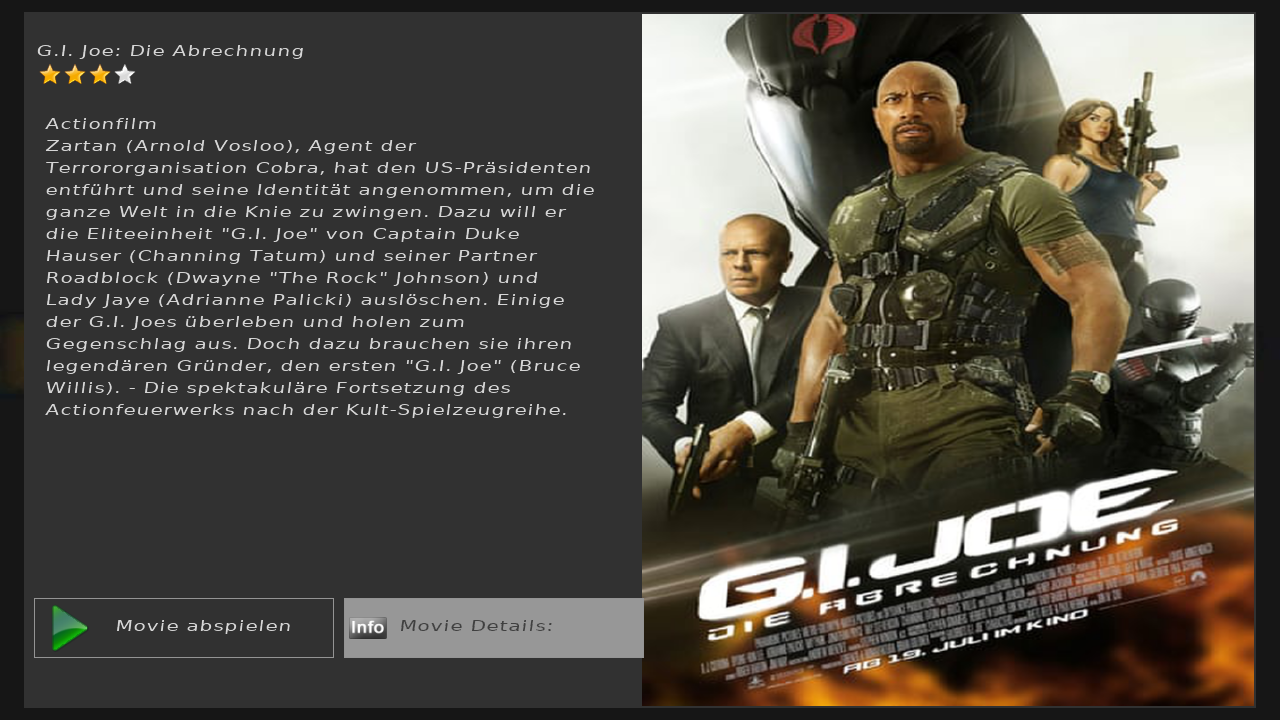 G.I. Joe: Die Abrechnung
Actionfilm
Zartan (Arnold Vosloo), Agent der
Terrororganisation Cobra, hat den US-Präsidenten
entführt und seine Identität angenommen, um die
ganze Welt in die Knie zu zwingen. Dazu will er
die Eliteeinheit "G.I. Joe" von Captain Duke
Hauser (Channing Tatum) und seiner Partner
Roadblock (Dwayne "The Rock" Johnson) und
Lady Jaye (Adrianne Palicki) auslöschen. Einige
der G.I. Joes überleben und holen zum
Gegenschlag aus. Doch dazu brauchen sie ihren
legendären Gründer, den ersten "G.I. Joe" (Bruce
Willis). - Die spektakuläre Fortsetzung des
Actionfeuerwerks nach der Kult-Spielzeugreihe.
Movie abspielen
Info Movie Details:
G.I.JOE
DIE ABRECHNUNG
AB 19. JULI IM KINO